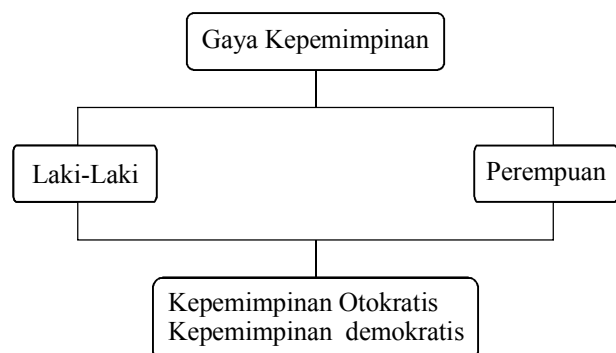 Gaya Kepemimpinan
Laki-Laki
Perempuan
Kepemimpinan Otokratis
Kepemimpinan demokratis